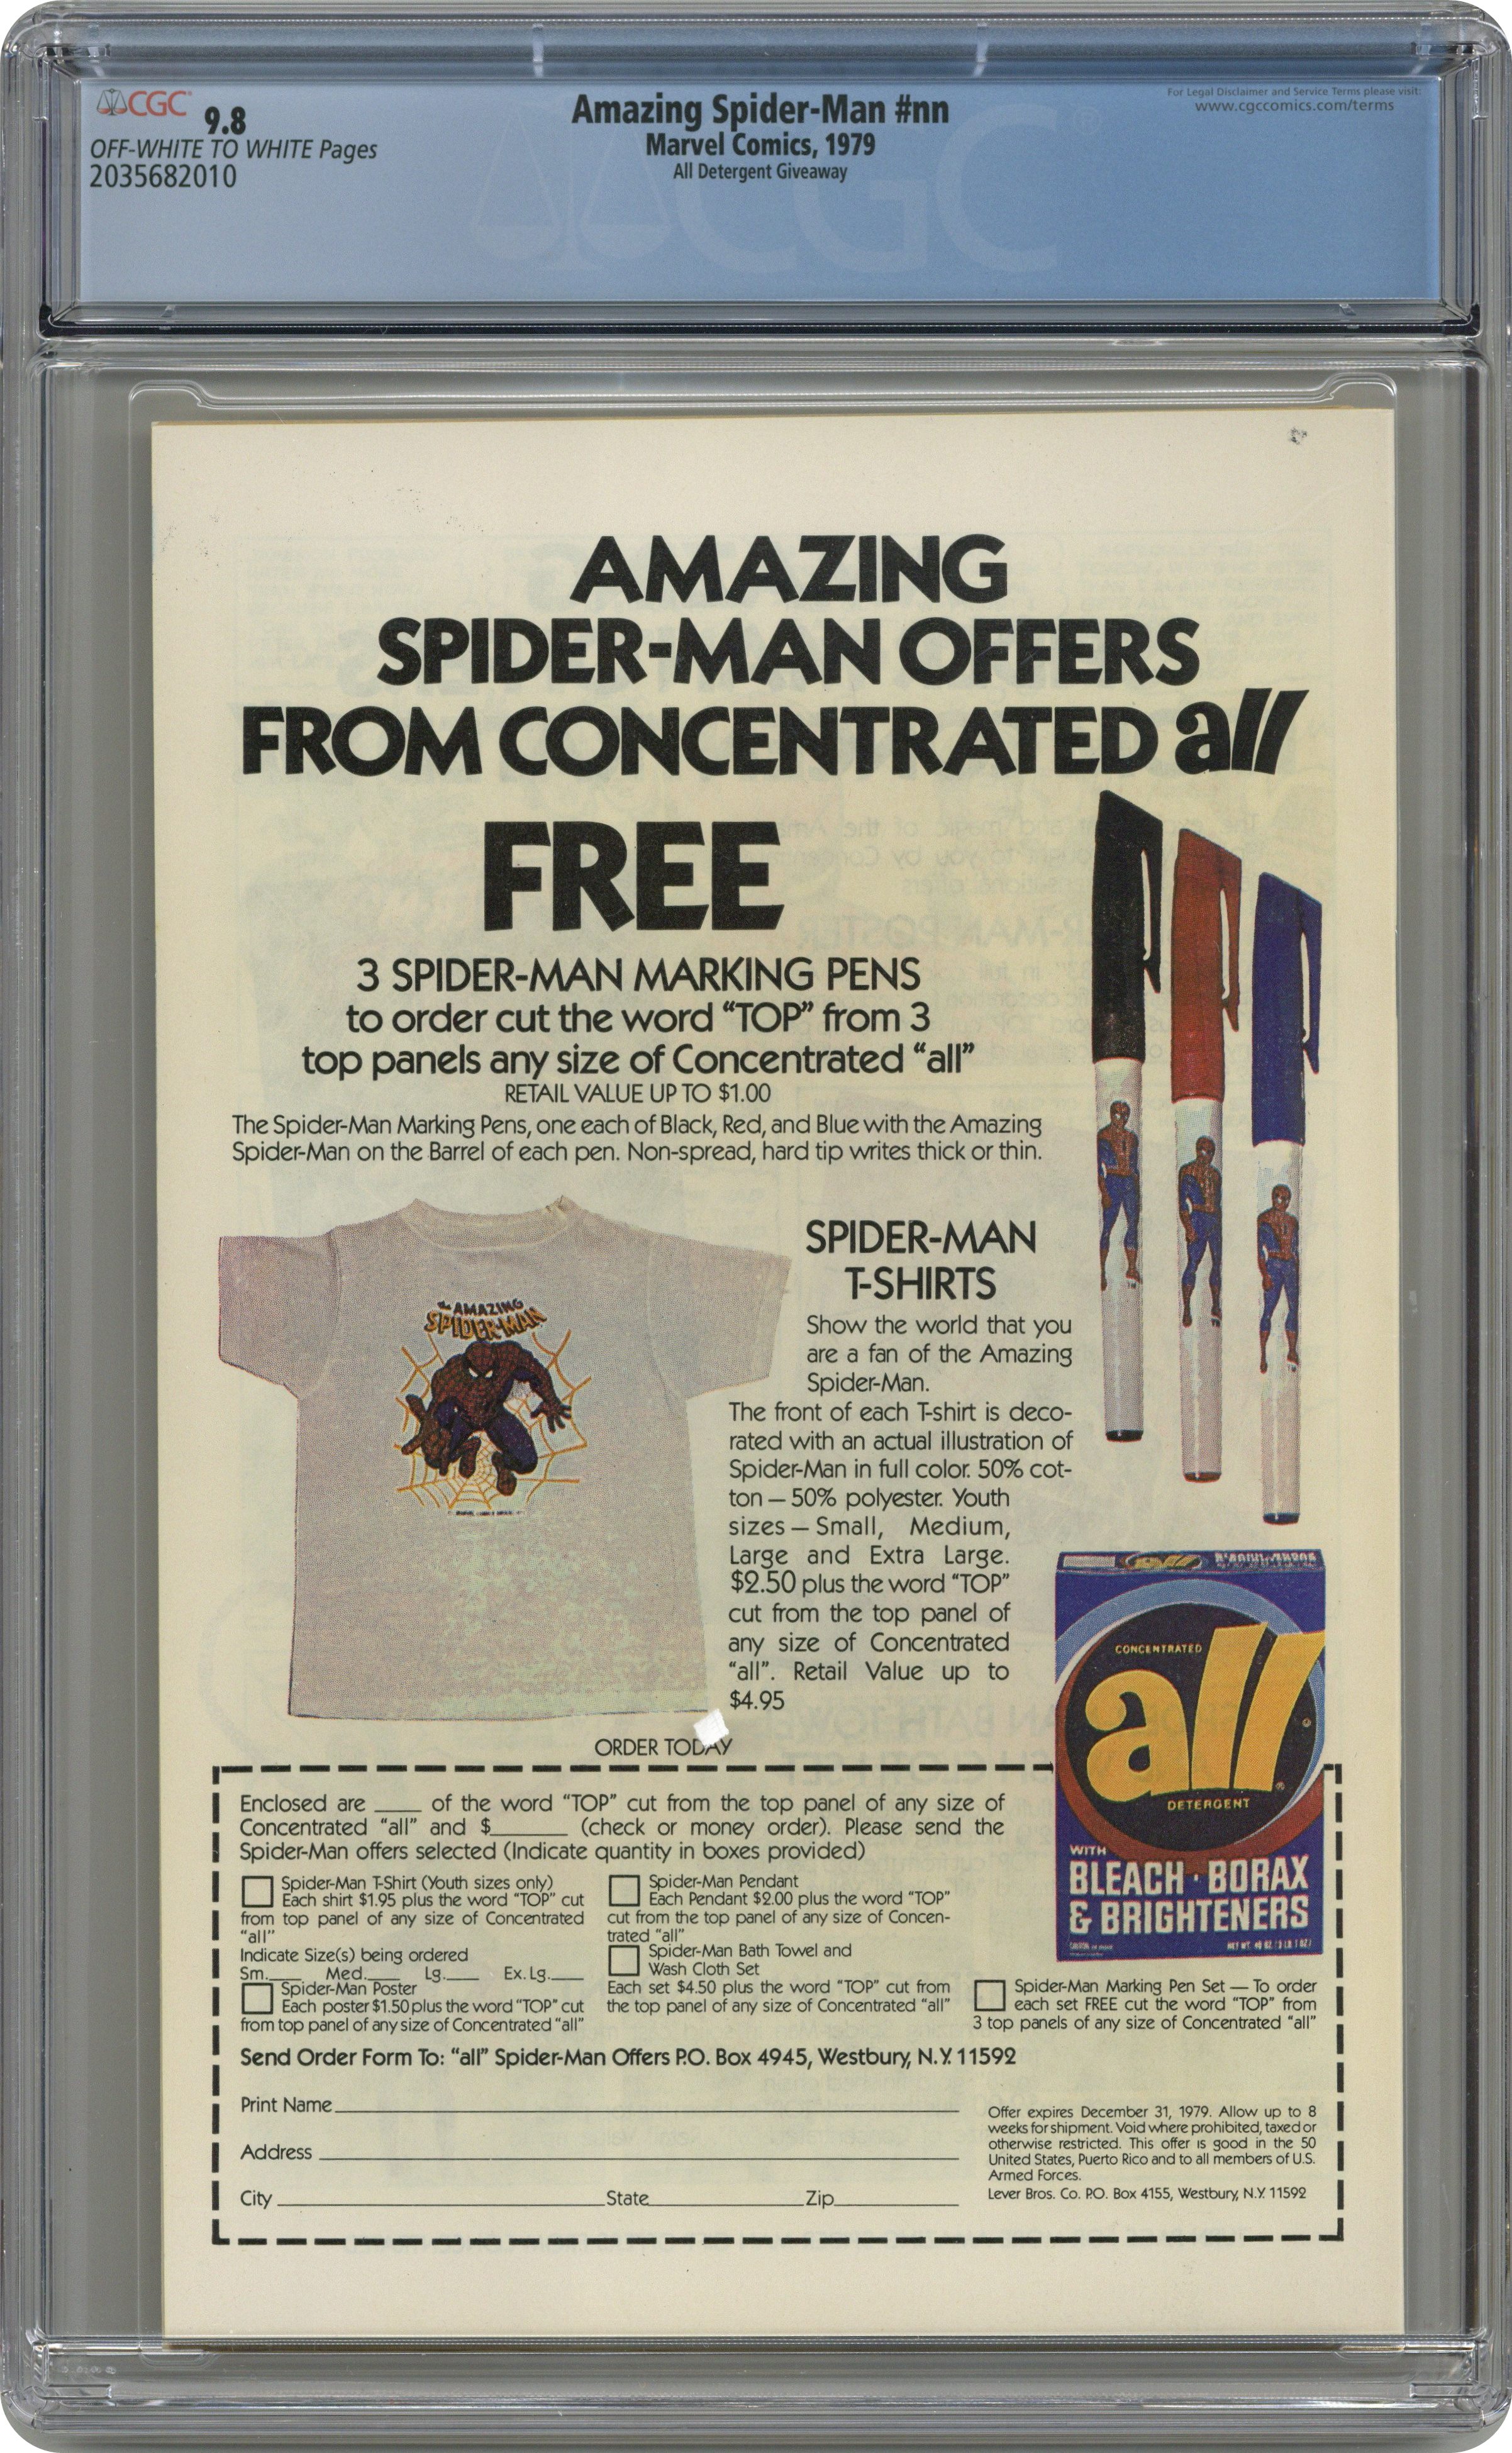 CGC
9.8
OFF-WHITE TO WHITE Pages
2035682010
Amazing Spider-Man #nn
Marvel Comics, 1979
All Detergent Giveaway
For Legal Disclaimer and Service Terms please visit:
www.cgccomics.com/terms
AMAZING
SPIDER-MAN OFFERS
FROM CONCENTRATED all
FREE
3 SPIDER-MAN MARKING PENS
to order cut the word “TOP” from 3
top panels any size of Concentrated “all”
RETAIL VALUE UP TO $1.00
The Spider-Man Marking Pens, one each of Black, Red, and Blue with the Amazing
Spider-Man on the Barrel of each pen. Non-spread, hard tip writes thick or thin.
THE AMAZING
SPIDER-MAN
SPIDER-MAN
T-SHIRTS
Show the world that you
are a fan of the Amazing
Spider-Man.
The front of each T-shirt is deco-
rated with an actual illustration of
Spider-Man in full color. 50% cot-
ton — 50% polyester. Youth
sizes — Small, Medium,
Large and Extra Large.
$2.50 plus the word “TOP”
cut from the top panel of
any size of Concentrated
“all”. Retail Value up to
$4.95
all
CONCENTRATED
all
DETERGENT
WITH
BLEACH · BORAX
& BRIGHTENERS
ORDER TODAY
Enclosed are ____ of the word “TOP” cut from the top panel of any size of
Concentrated “all” and $_______ (check or money order). Please send the
Spider-Man offers selected (Indicate quantity in boxes provided)
Spider-Man T-Shirt (Youth sizes only)
Each shirt $1.95 plus the word “TOP” cut
from top panel of any size of Concentrated
“all”
Indicate Size(s) being ordered
Sm.____ Med.____ Lg.____ Ex. Lg.____
Spider-Man Poster
Each poster $1.50 plus the word “TOP” cut
from top panel of any size of Concentrated “all”
Spider-Man Pendant
Each Pendant $2.00 plus the word “TOP”
cut from the top panel of any size of Concen-
trated “all”
Spider-Man Bath Towel and
Wash Cloth Set
Each set $4.50 plus the word “TOP” cut from
the top panel of any size of Concentrated “all”
Spider-Man Marking Pen Set — To order
each set FREE cut the word “TOP” from
3 top panels of any size of Concentrated “all”
Send Order Form To: “all” Spider-Man Offers P.O. Box 4945, Westbury, N.Y. 11592
Print Name
Address
City State Zip
Offer expires December 31, 1979. Allow up to 8
weeks for shipment. Void where prohibited, taxed or
otherwise restricted. This offer is good in the 50
United States, Puerto Rico and to all members of U.S.
Armed Forces.
Lever Bros. Co. P.O. Box 4155, Westbury, N.Y. 11592